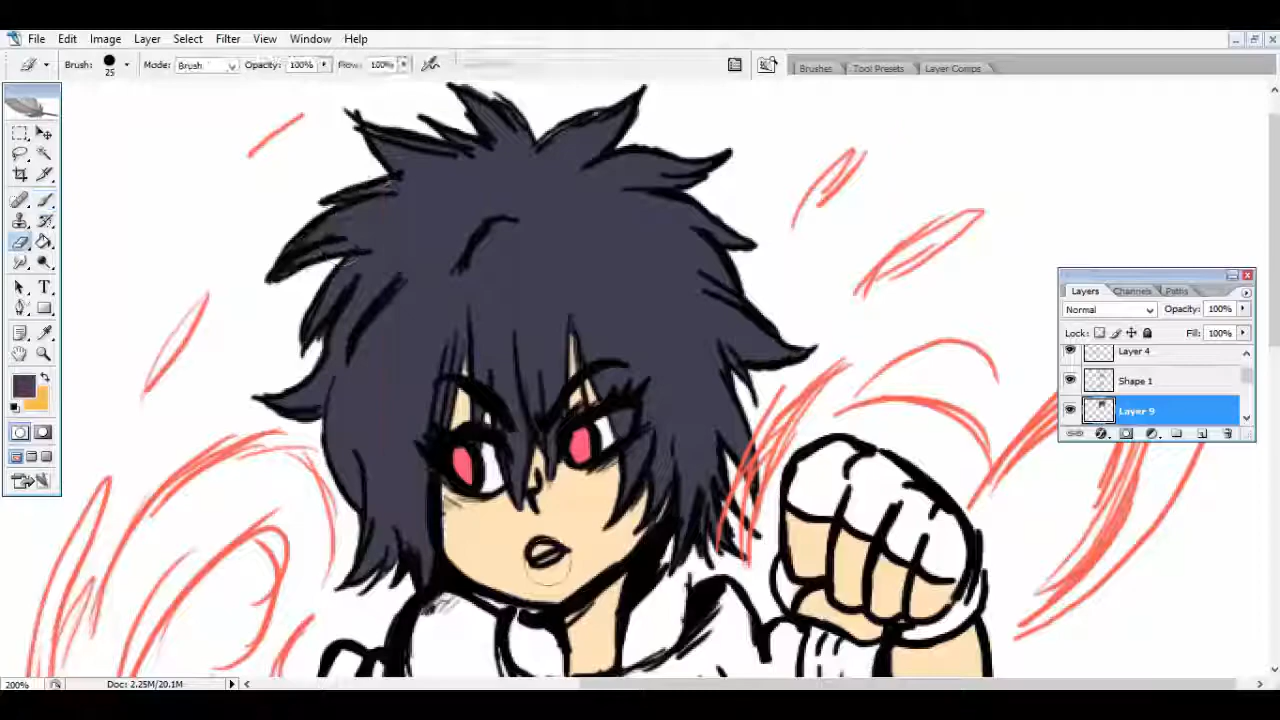 File Edit Image Layer Select Filter View Window Help
Brush: 25 Mode: Brush Opacity: 100% Flow: 100% Brushes Tool Presets Layer Comps
Layers Channels Paths
Normal Opacity: 100%
Lock: Fill: 100%
Layer 4
Shape 1
Layer 9
200% Doc: 2.25M/20.1M